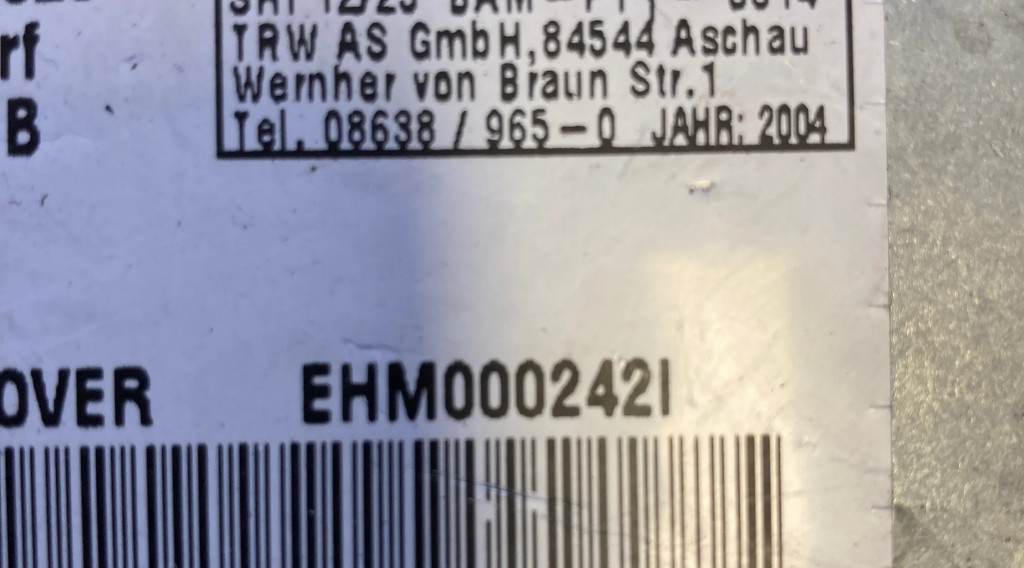 TRW AS GmbH, 84544 Aschau
rf
Wernher von Braun Str. 1
B
Tel. 08638 / 965-0 JAHR: 2004
OVER EHM000242I